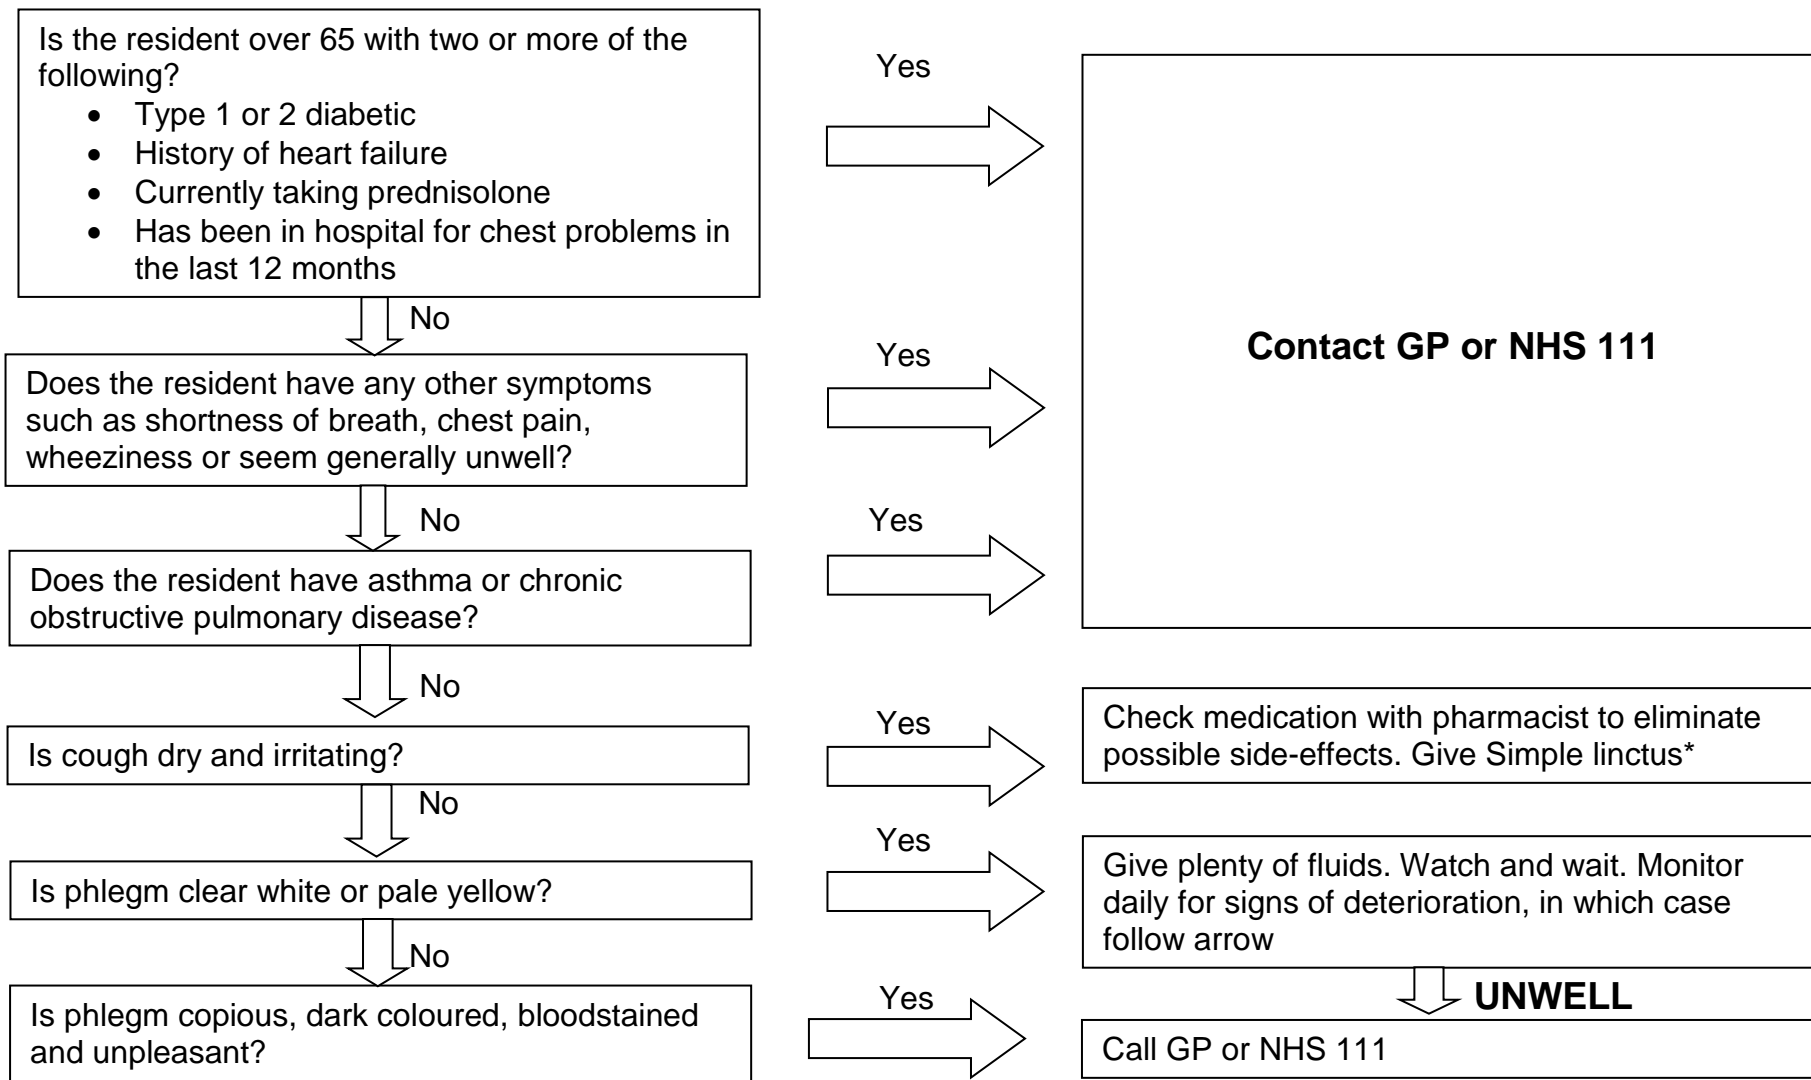 Is the resident over 65 with two or more of the
following?
• Type 1 or 2 diabetic
• History of heart failure
• Currently taking prednisolone
• Has been in hospital for chest problems in
the last 12 months
Yes
Contact GP or NHS 111
No
Does the resident have any other symptoms
such as shortness of breath, chest pain,
wheeziness or seem generally unwell?
Yes
No
Does the resident have asthma or chronic
obstructive pulmonary disease?
Yes
No
Is cough dry and irritating?
Yes
Check medication with pharmacist to eliminate
possible side-effects. Give Simple linctus*
No
Is phlegm clear white or pale yellow?
Yes
Give plenty of fluids. Watch and wait. Monitor
daily for signs of deterioration, in which case
follow arrow
No
UNWELL
Is phlegm copious, dark coloured, bloodstained
and unpleasant?
Yes
Call GP or NHS 111